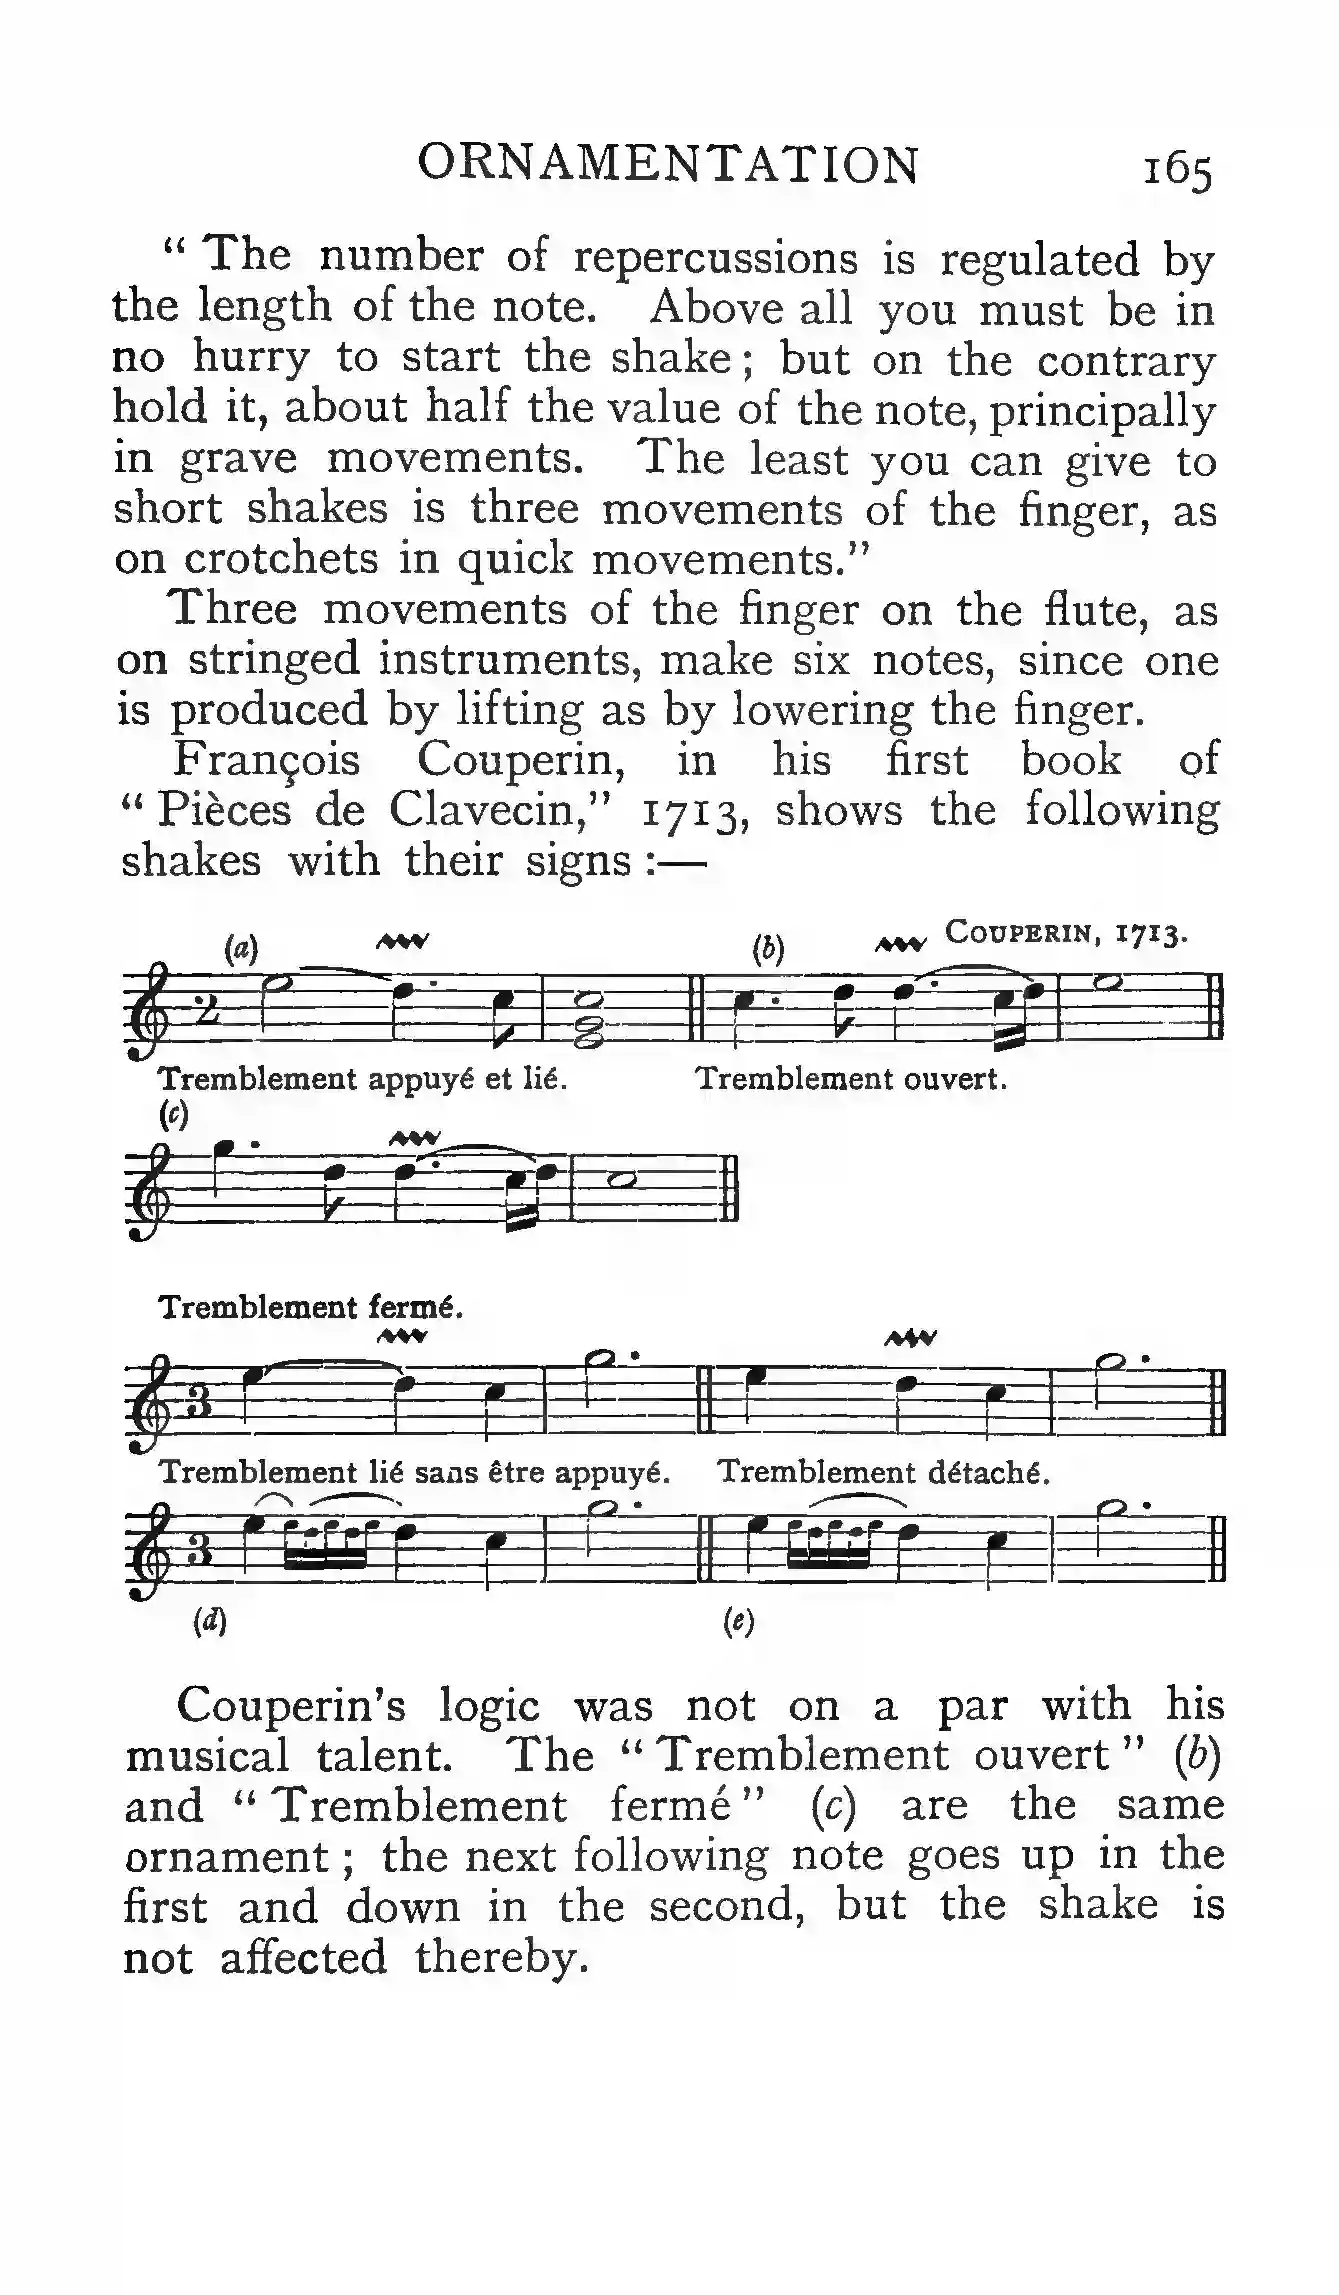 ORNAMENTATION 165
“ The number of repercussions is regulated by
the length of the note. Above all you must be in
no hurry to start the shake ; but on the contrary
hold it, about half the value of the note, principally
in grave movements. The least you can give to
short shakes is three movements of the finger, as
on crotchets in quick movements.”
Three movements of the finger on the flute, as
on stringed instruments, make six notes, since one
is produced by lifting as by lowering the finger.
François Couperin, in his first book of
“ Pièces de Clavecin,” 1713, shows the following
shakes with their signs :—
(a) (b) COUPERIN, 1713.
2
Tremblement appuyé et lié. Tremblement ouvert.
(c)
Tremblement fermé.
3
Tremblement lié sans être appuyé. Tremblement détaché.
3
(d) (e)
Couperin’s logic was not on a par with his
musical talent. The “ Tremblement ouvert ” (b)
and “ Tremblement fermé ” (c) are the same
ornament ; the next following note goes up in the
first and down in the second, but the shake is
not affected thereby.